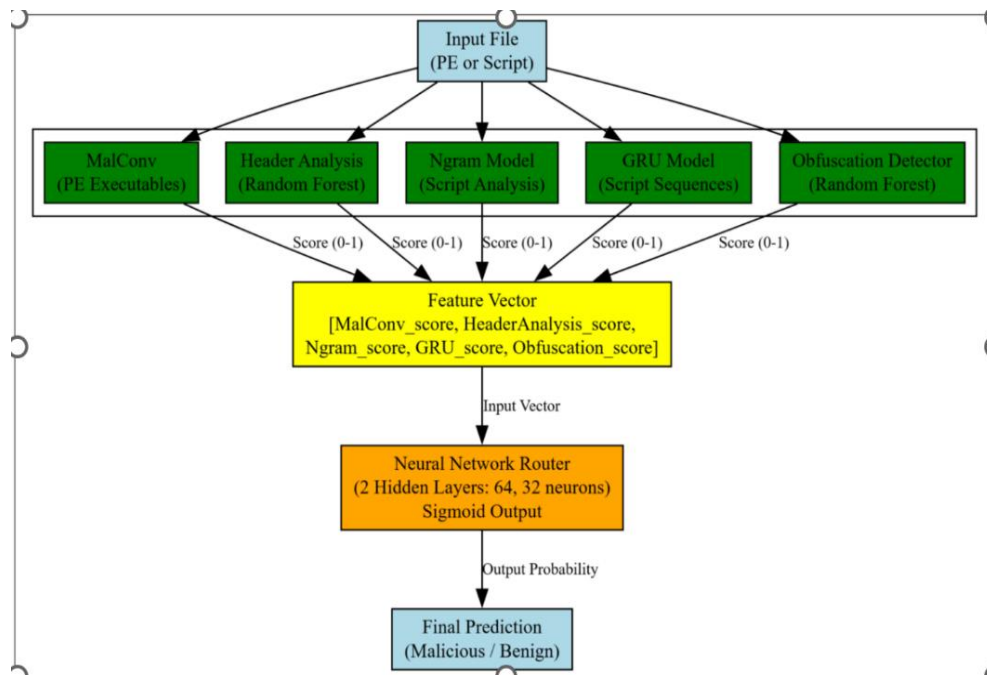 Input File
(PE or Script)
MalConv
(PE Executables)
Header Analysis
(Random Forest)
Ngram Model
(Script Analysis)
GRU Model
(Script Sequences)
Obfuscation Detector
(Random Forest)
Score (0-1)
Score (0-1)
Score (0-1)
Score (0-1)
Score (0-1)
Feature Vector
[MalConv_score, HeaderAnalysis_score,
Ngram_score, GRU_score, Obfuscation_score]
Input Vector
Neural Network Router
(2 Hidden Layers: 64, 32 neurons)
Sigmoid Output
Output Probability
Final Prediction
(Malicious / Benign)